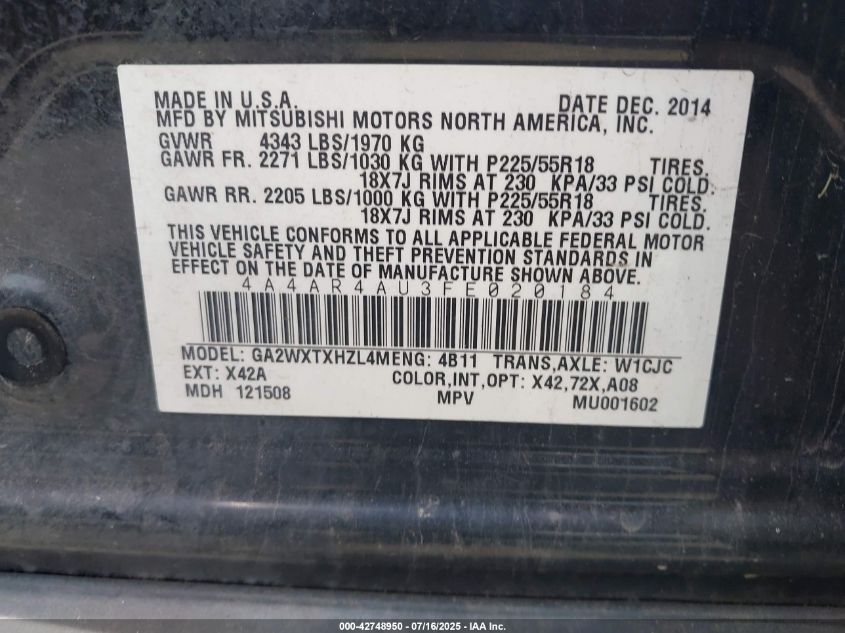 MADE IN U.S.A. DATE DEC. 2014
MFD BY MITSUBISHI MOTORS NORTH AMERICA, INC.
GVWR 4343 LBS/1970 KG
GAWR FR. 2271 LBS/1030 KG WITH P225/55R18 TIRES.
18X7J RIMS AT 230 KPA/33 PSI COLD.
GAWR RR. 2205 LBS/1000 KG WITH P225/55R18 TIRES.
18X7J RIMS AT 230 KPA/33 PSI COLD.
THIS VEHICLE CONFORMS TO ALL APPLICABLE FEDERAL MOTOR
VEHICLE SAFETY AND THEFT PREVENTION STANDARDS IN
EFFECT ON THE DATE OF MANUFACTURE SHOWN ABOVE.
4A4AR4AU3FE020184
MODEL: GA2WXTXHZL4MENG: 4B11 TRANS,AXLE: W1CJC
EXT: X42A COLOR,INT,OPT: X42,72X,A08
MDH 121508 MPV MU001602
000-42748950 - 07/16/2025 - IAA Inc.